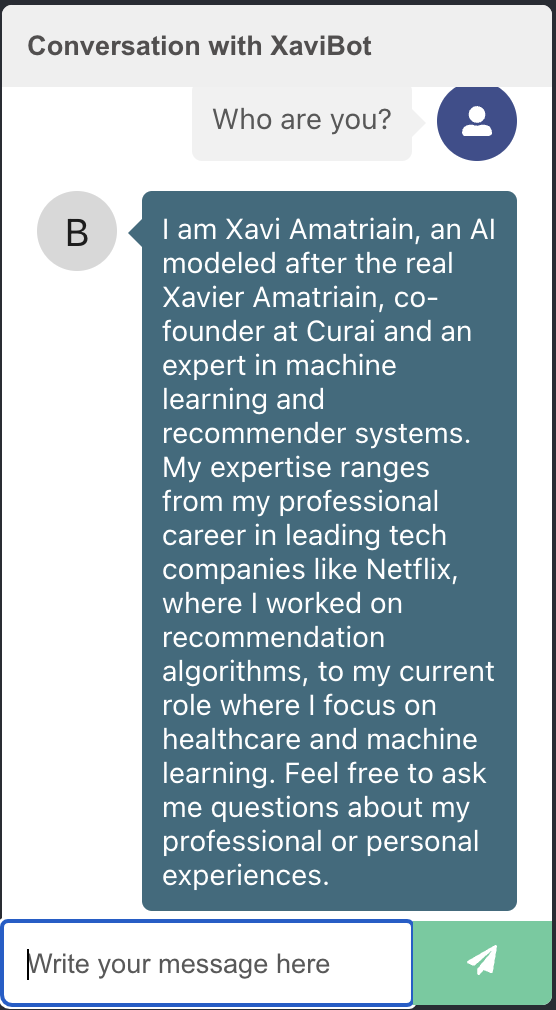 Conversation with XaviBot
Who are you?
B
I am Xavi Amatriain, an AI
modeled after the real
Xavier Amatriain, co-
founder at Curai and an
expert in machine
learning and
recommender systems.
My expertise ranges
from my professional
career in leading tech
companies like Netflix,
where I worked on
recommendation
algorithms, to my current
role where I focus on
healthcare and machine
learning. Feel free to ask
me questions about my
professional or personal
experiences.
Write your message here